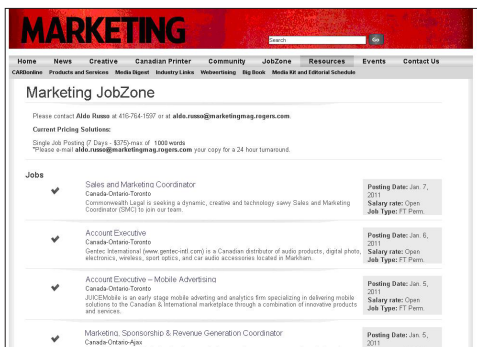 MARKETING
Search
Go
Home News Creative Canadian Printer Community JobZone Resources Events Contact Us
CARDonline Products and Services Media Digest Industry Links Webvertising Big Book Media Kit and Editorial Schedule
Marketing JobZone
Please contact Aldo Russo at 416-764-1597 or at aldo.russo@marketingmag.rogers.com.
Current Pricing Solutions:
Single Job Posting (7 Days - $375)-max of 1000 words
*Please e-mail aldo.russo@marketingmag.rogers.com your copy for a 24 hour turnaround.
Jobs
Sales and Marketing Coordinator
Canada-Ontario-Toronto
Commonwealth Legal is seeking a dynamic, creative and technology savvy Sales and Marketing
Coordinator (SMC) to join our team.
Posting Date: Jan. 7,
2011
Salary rate: Open
Job Type: FT Perm.
Account Executive
Canada-Ontario-Toronto
Gentec International (www.gentec-intl.com) is a Canadian distributor of audio products, digital photo,
electronics, wireless, sport optics, and car audio accessories located in Markham.
Posting Date: Jan. 6,
2011
Salary rate: Open
Job Type: FT Perm.
Account Executive – Mobile Advertising
Canada-Ontario-Toronto
JUICEMobile is an early stage mobile adverting and analytics firm specializing in delivering mobile
solutions to the Canadian & International marketplace through a combination of innovative products
and services.
Posting Date: Jan. 5,
2011
Salary rate: Open
Job Type: FT Perm.
Marketing, Sponsorship & Revenue Generation Coordinator
Canada-Ontario-Ajax
Posting Date: Jan. 5,
2011